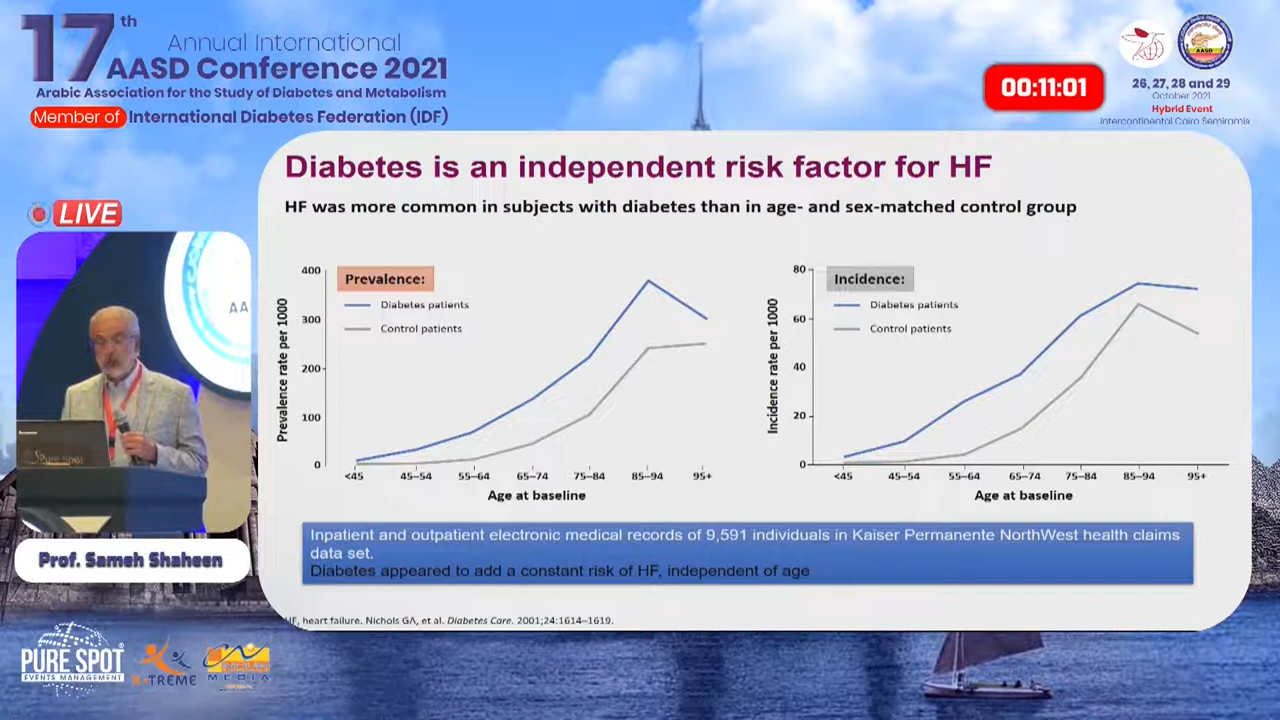 17th
Annual International
AASD Conference 2021
Arabic Association for the Study of Diabetes and Metabolism
Member of International Diabetes Federation (IDF)
00:11:01
AASD
26, 27, 28 and 29
October 2021
Hybrid Event
Intercontinental Cairo Semiramis
LIVE
AA
Pure Spot
Prof. Sameh Shaheen
Diabetes is an independent risk factor for HF
HF was more common in subjects with diabetes than in age- and sex-matched control group
Prevalence:
Diabetes patients
Control patients
Prevalence rate per 1000
400
300
200
100
0
<45 45–54 55–64 65–74 75–84 85–94 95+
Age at baseline
Incidence:
Diabetes patients
Control patients
Incidence rate per 1000
80
60
40
20
0
<45 45–54 55–64 65–74 75–84 85–94 95+
Age at baseline
Inpatient and outpatient electronic medical records of 9,591 individuals in Kaiser Permanente NorthWest health claims
data set.
Diabetes appeared to add a constant risk of HF, independent of age
HF, heart failure. Nichols GA, et al. Diabetes Care. 2001;24:1614–1619.
PURE SPOT
EVENTS MANAGEMENT
X-TREME
MEDIA